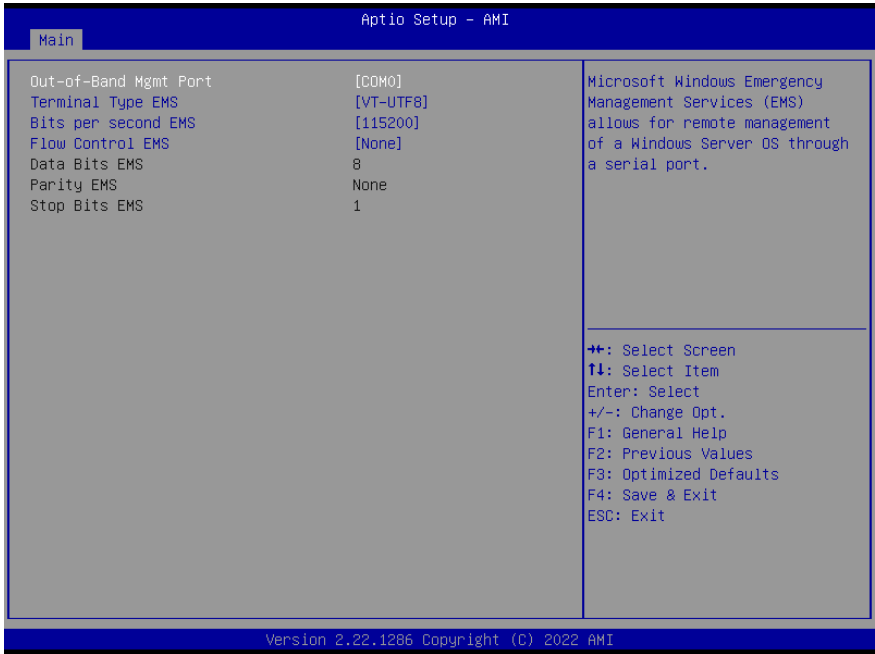 Aptio Setup – AMI
Main
Out-of-Band Mgmt Port [COM0]
Terminal Type EMS [VT-UTF8]
Bits per second EMS [115200]
Flow Control EMS [None]
Data Bits EMS 8
Parity EMS None
Stop Bits EMS 1
Microsoft Windows Emergency
Management Services (EMS)
allows for remote management
of a Windows Server OS through
a serial port.
→←: Select Screen
↑↓: Select Item
Enter: Select
+/-: Change Opt.
F1: General Help
F2: Previous Values
F3: Optimized Defaults
F4: Save & Exit
ESC: Exit
Version 2.22.1286 Copyright (C) 2022 AMI